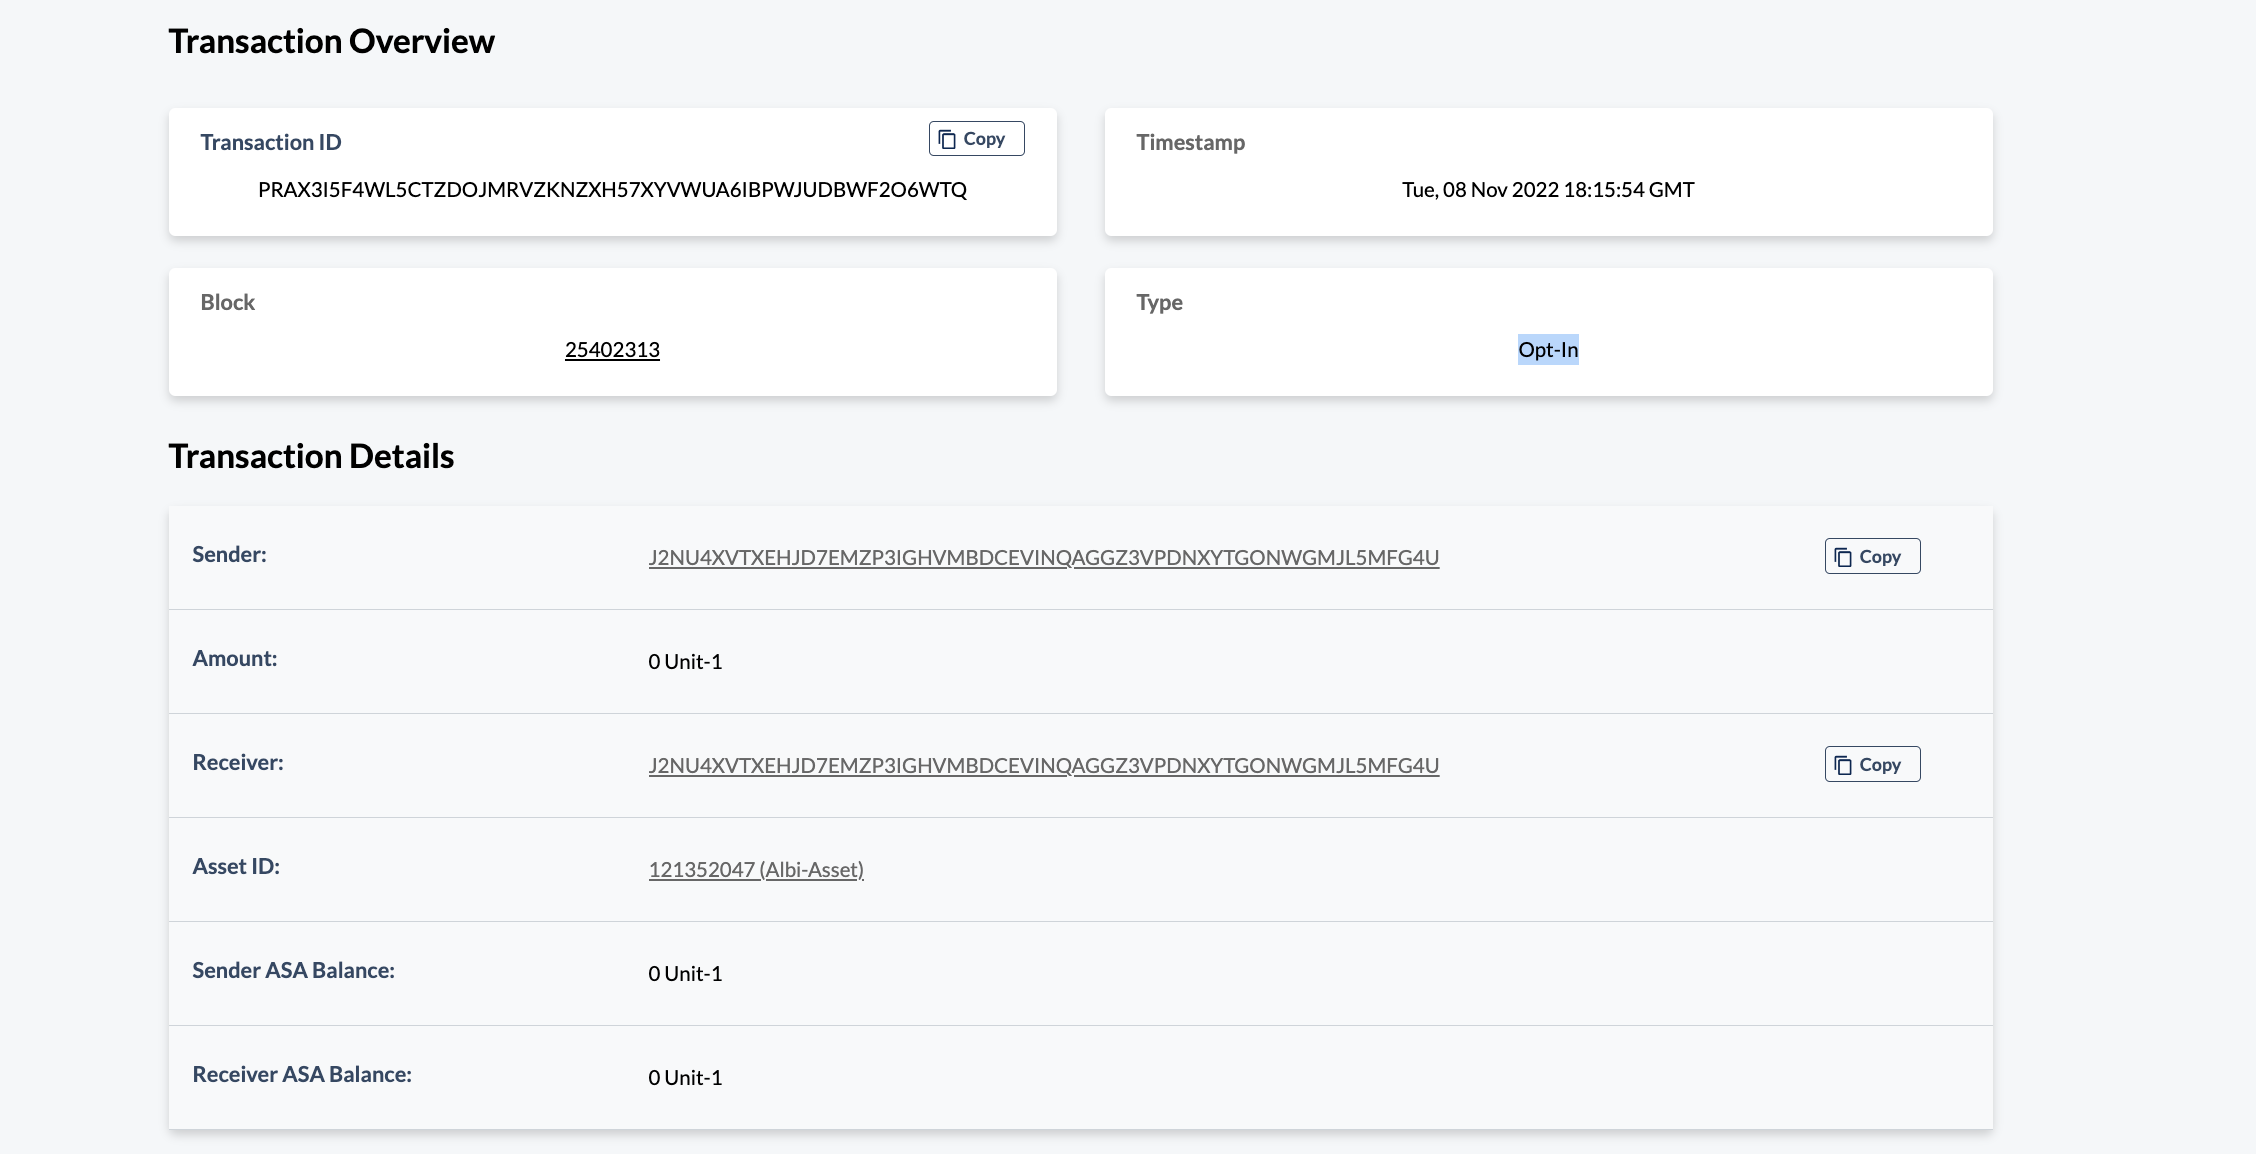 Transaction Overview
Transaction ID
Copy
PRAX3I5F4WL5CTZDOJMRVZKNZXH57XYVWUA6IBPWJUDBWF2O6WTQ
Timestamp
Tue, 08 Nov 2022 18:15:54 GMT
Block
25402313
Type
Opt-In
Transaction Details
Sender: J2NU4XVTXEHJD7EMZP3IGHVMBDCEVINQAGGZ3VPDNXYTGONWGMJL5MFG4U Copy
Amount: 0 Unit-1
Receiver: J2NU4XVTXEHJD7EMZP3IGHVMBDCEVINQAGGZ3VPDNXYTGONWGMJL5MFG4U Copy
Asset ID: 121352047 (Albi-Asset)
Sender ASA Balance: 0 Unit-1
Receiver ASA Balance: 0 Unit-1